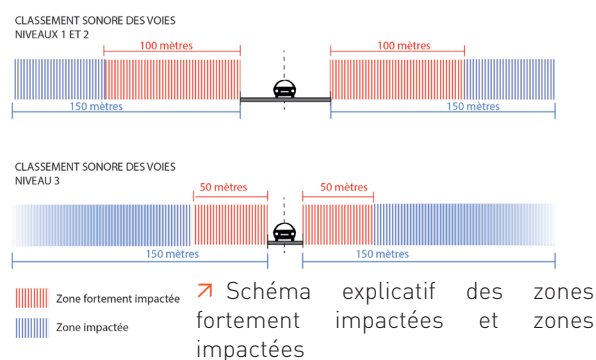 CLASSEMENT SONORE DES VOIES
NIVEAUX 1 ET 2
100 mètres
100 mètres
150 mètres
150 mètres
CLASSEMENT SONORE DES VOIES
NIVEAU 3
50 mètres
50 mètres
150 mètres
150 mètres
Zone fortement impactée
Zone impactée
↗ Schéma explicatif des zones
fortement impactées et zones
impactées